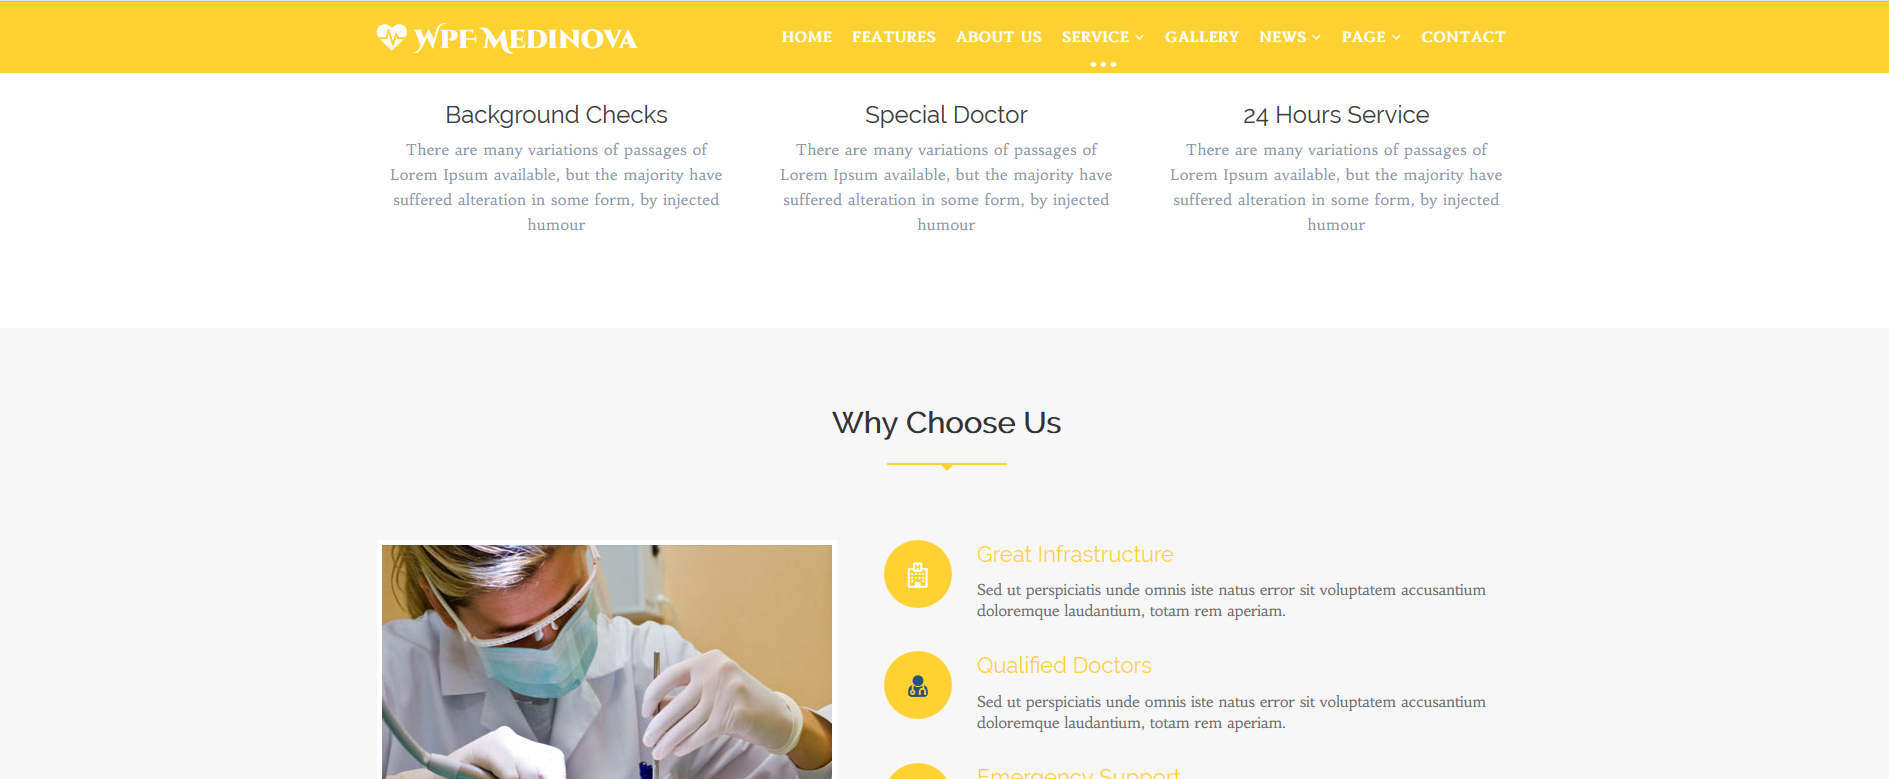 WPF MEDINOVA
HOME FEATURES ABOUT US SERVICE GALLERY NEWS PAGE CONTACT
Background Checks
There are many variations of passages of
Lorem Ipsum available, but the majority have
suffered alteration in some form, by injected
humour
Special Doctor
There are many variations of passages of
Lorem Ipsum available, but the majority have
suffered alteration in some form, by injected
humour
24 Hours Service
There are many variations of passages of
Lorem Ipsum available, but the majority have
suffered alteration in some form, by injected
humour
Why Choose Us
Great Infrastructure
Sed ut perspiciatis unde omnis iste natus error sit voluptatem accusantium
doloremque laudantium, totam rem aperiam.
Qualified Doctors
Sed ut perspiciatis unde omnis iste natus error sit voluptatem accusantium
doloremque laudantium, totam rem aperiam.
Emergency Support